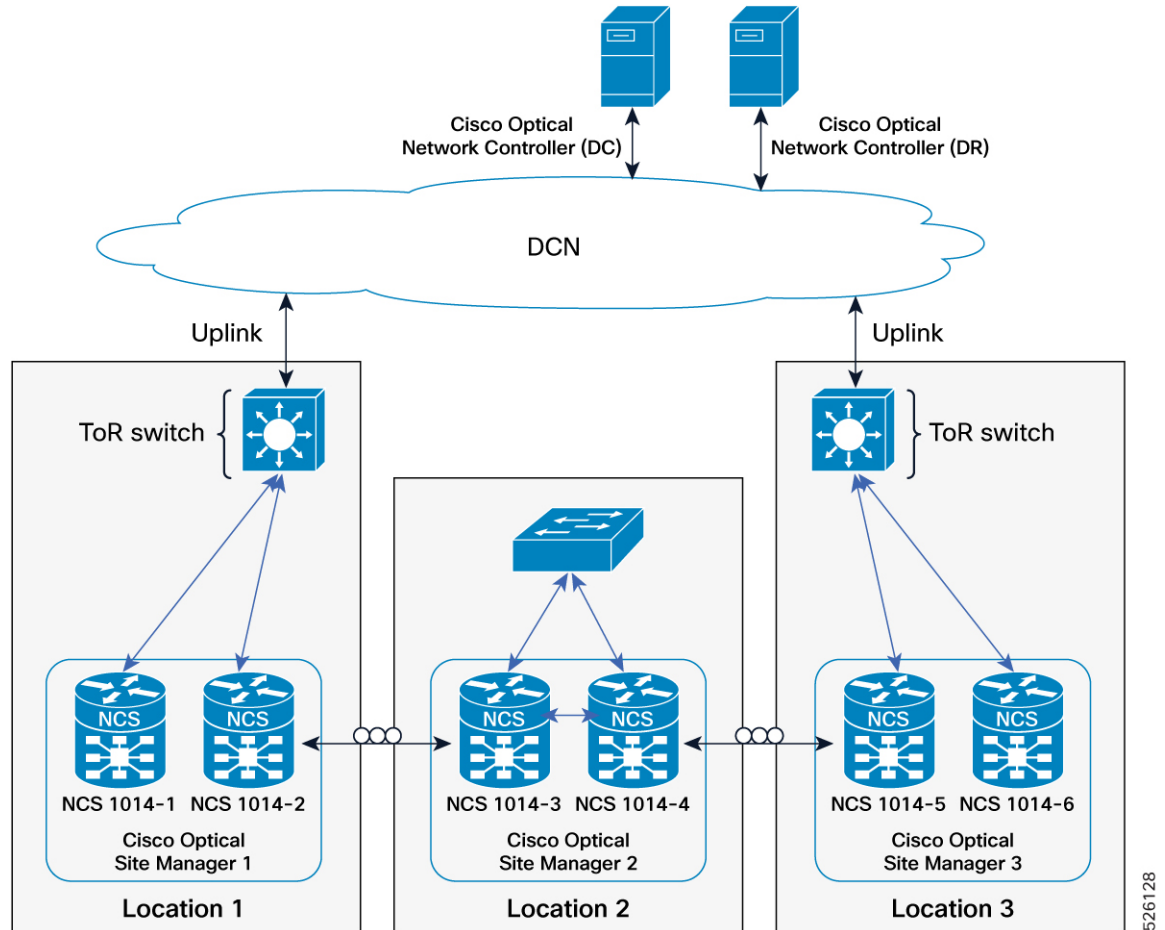 Cisco Optical
Network Controller (DC)
Cisco Optical
Network Controller (DR)
DCN
Uplink
Uplink
ToR switch
ToR switch
NCS
NCS
NCS
NCS
NCS
NCS
NCS 1014-1
NCS 1014-2
NCS 1014-3
NCS 1014-4
NCS 1014-5
NCS 1014-6
Cisco Optical
Site Manager 1
Cisco Optical
Site Manager 2
Cisco Optical
Site Manager 3
Location 1
Location 2
Location 3
526128